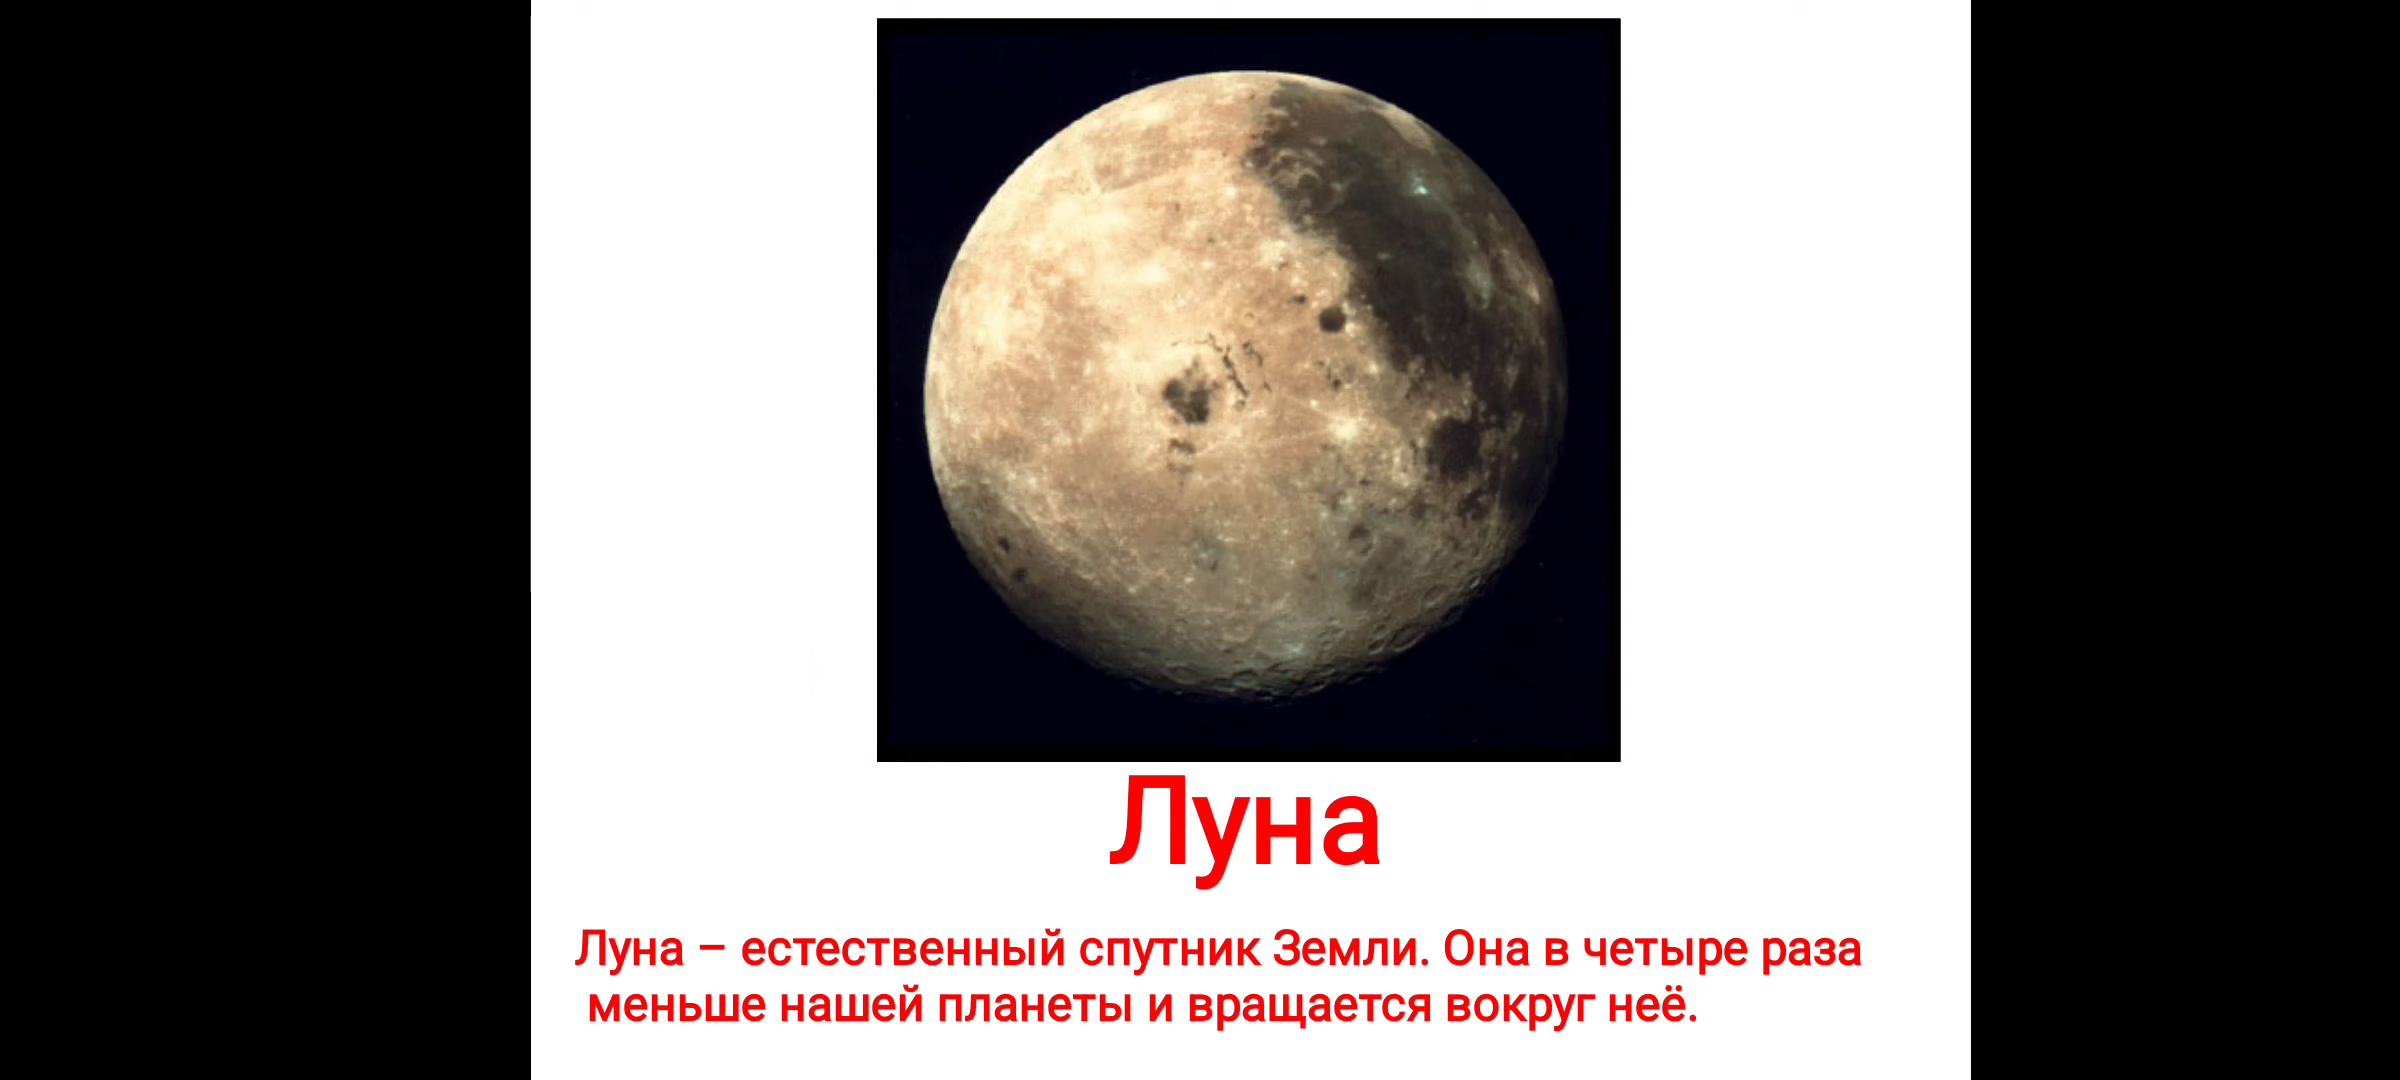 Луна
Луна – естественный спутник Земли. Она в четыре раза
меньше нашей планеты и вращается вокруг неё.